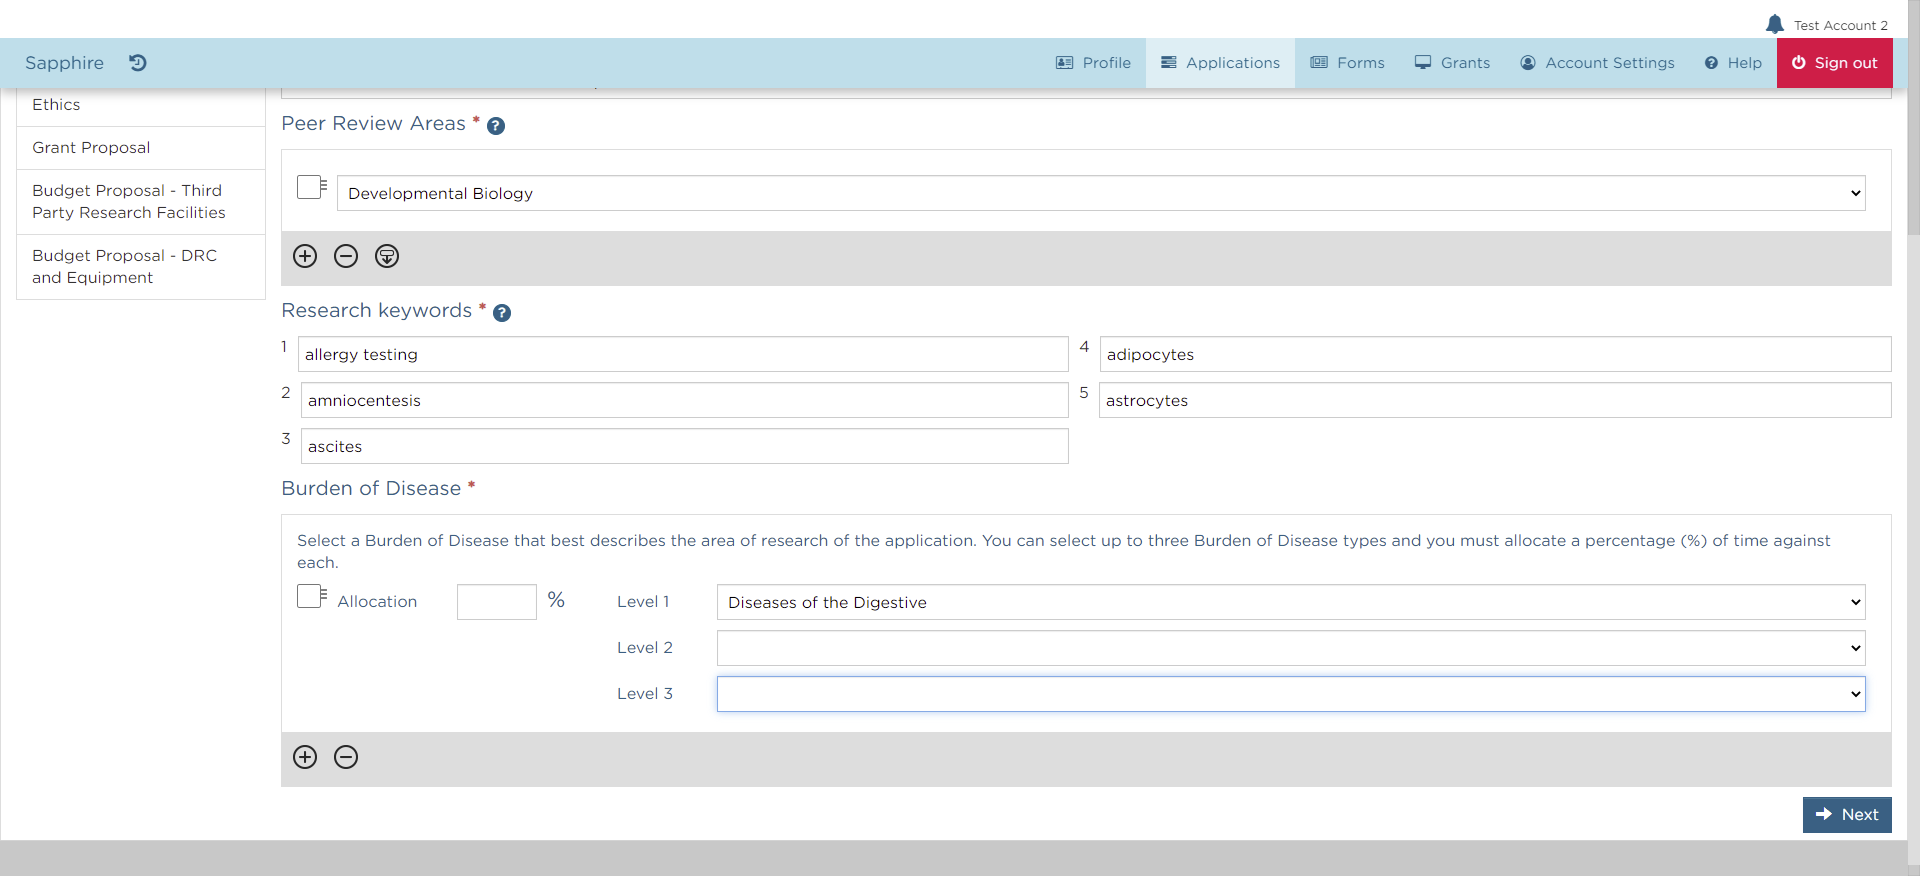 Test Account 2
Sapphire
Profile
Applications
Forms
Grants
Account Settings
Help
Sign out
Ethics
Grant Proposal
Budget Proposal - Third
Party Research Facilities
Budget Proposal - DRC
and Equipment
Peer Review Areas *
Developmental Biology
Research keywords *
1 allergy testing
4 adipocytes
2 amniocentesis
5 astrocytes
3 ascites
Burden of Disease *
Select a Burden of Disease that best describes the area of research of the application. You can select up to three Burden of Disease types and you must allocate a percentage (%) of time against
each.
Allocation % Level 1 Diseases of the Digestive
Level 2
Level 3
Next